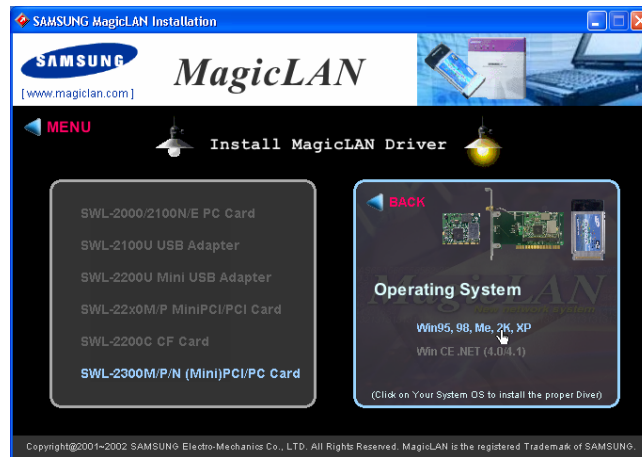 SAMSUNG MagicLAN Installation
SAMSUNG
[ www.magiclan.com ]
MagicLAN
MENU
Install MagicLAN Driver
SWL-2000/2100N/E PC Card
SWL-2100U USB Adapter
SWL-2200U Mini USB Adapter
SWL-22x0M/P MiniPCI/PCI Card
SWL-2200C CF Card
SWL-2300M/P/N (Mini)PCI/PC Card
BACK
MagicLAN
Operating System
Win95, 98, Me, 2K, XP
Win CE .NET (4.0/4.1)
(Click on Your System OS to install the proper Diver)
Copyright@2001~2002 SAMSUNG Electro-Mechanics Co., LTD. All Rights Reserved. MagicLAN is the registered Trademark of SAMSUNG.